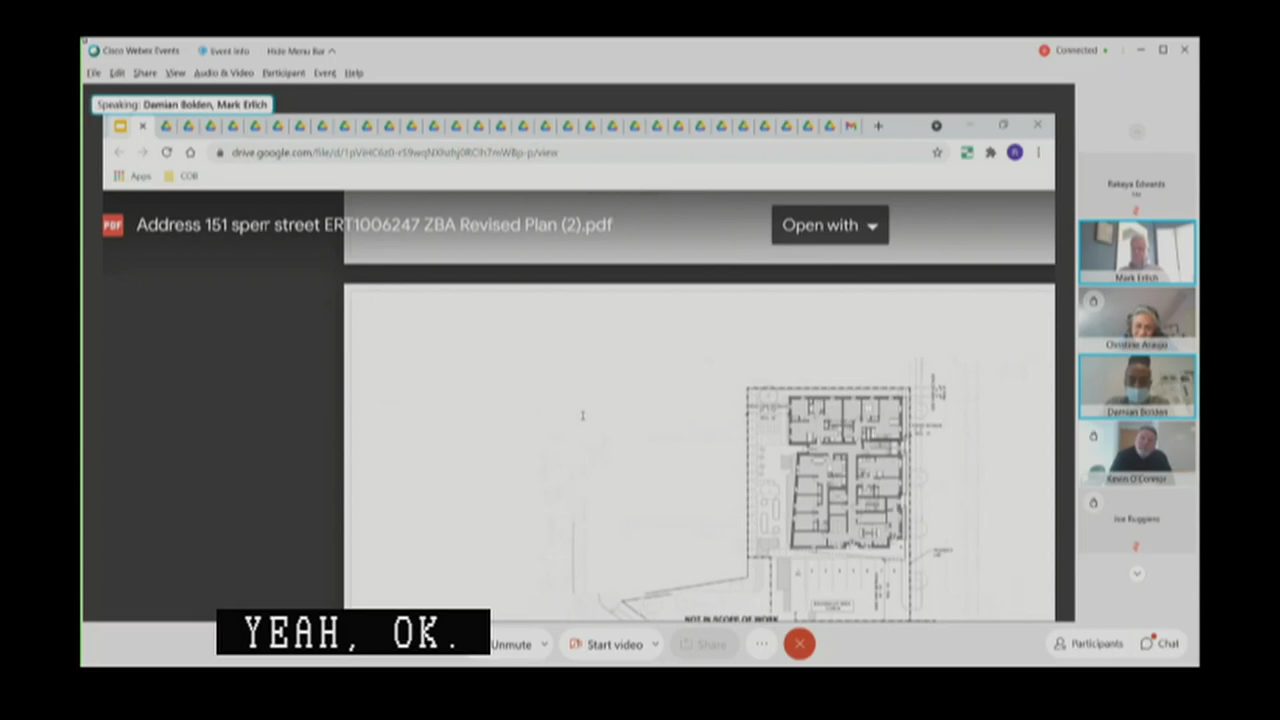 Cisco Webex Events
Event Info
Hide Menu Bar
Connected
File Edit Share View Audio & Video Participant Event Help
Speaking: Damian Bolden, Mark Erlich
Apps
COB
PDF
Address 151 sperr street ERT1006247 ZBA Revised Plan (2).pdf
Open with
Rakeya Edwards
Me
Mark Erlich
Christine Araujo
Damian Bolden
Kevin O'Connor
Joe Ruggiero
NOT IN SCOPE OF WORK
YEAH, OK.
Unmute
Start video
Share
Participants
Chat